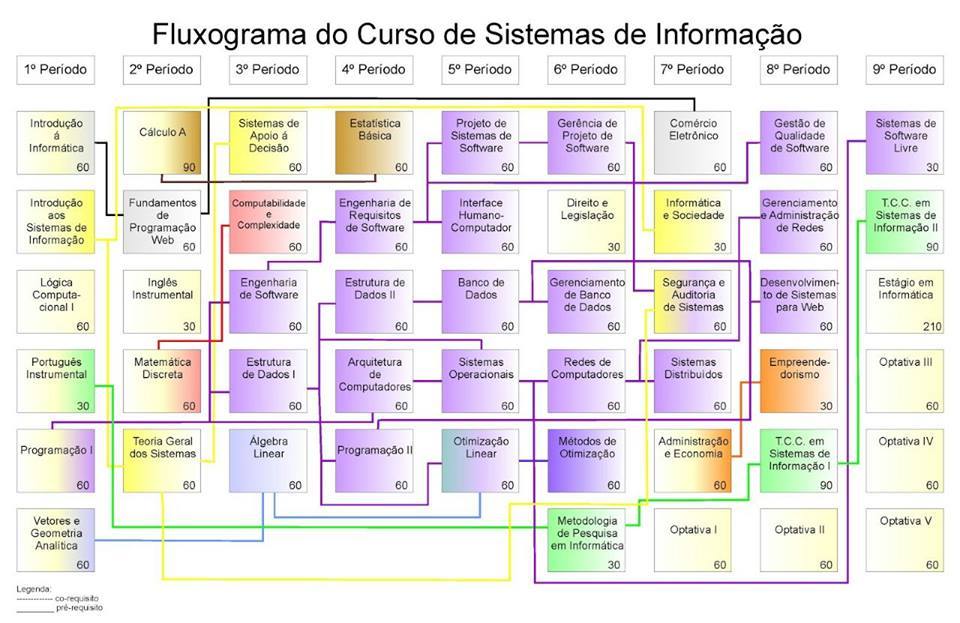 Fluxograma do Curso de Sistemas de Informação
1º Período
2º Período
3º Período
4º Período
5º Período
6º Período
7º Período
8º Período
9º Período
Introdução
á
Informática
60
Cálculo A
90
Sistemas de
Apoio á
Decisão
60
Estatística
Básica
60
Projeto de
Sistemas de
Software
60
Gerência de
Projeto de
Software
60
Comércio
Eletrônico
60
Gestão de
Qualidade
de Software
60
Sistemas de
Software
Livre
30
Introdução
aos
Sistemas de
Informação
60
Fundamentos
de
Programação
Web
60
Computabilidade
e
Complexidade
60
Engenharia de
Requisitos
de Software
60
Interface
Humano-
Computador
60
Direito e
Legislação
30
Informática
e Sociedade
30
Gerenciamento
e Administração
de Redes
60
T.C.C. em
Sistemas de
Informação II
90
Lógica
Computa-
cional I
60
Inglês
Instrumental
30
Engenharia
de Software
60
Estrutura de
Dados II
60
Banco de
Dados
60
Gerenciamento
de Banco
de Dados
60
Segurança e
Auditoria
de Sistemas
60
Desenvolvimen-
to de Sistemas
para Web
60
Estágio em
Informática
210
Português
Instrumental
30
Matemática
Discreta
60
Estrutura
de Dados I
60
Arquitetura
de
Computadores
60
Sistemas
Operacionais
60
Redes de
Computadores
60
Sistemas
Distribuidos
60
Empreende-
dorismo
30
Optativa III
60
Programação I
60
Teoria Geral
dos Sistemas
60
Álgebra
Linear
60
Programação II
60
Otimização
Linear
60
Métodos de
Otimização
60
Administração
e Economia
60
T.C.C. em
Sistemas de
Informação I
90
Optativa IV
60
Vetores e
Geometria
Analítica
60
Metodologia
de Pesquisa
em Informática
30
Optativa I
60
Optativa II
60
Optativa V
60
Legenda:
------------- co-requisito
_________ pré-requisito